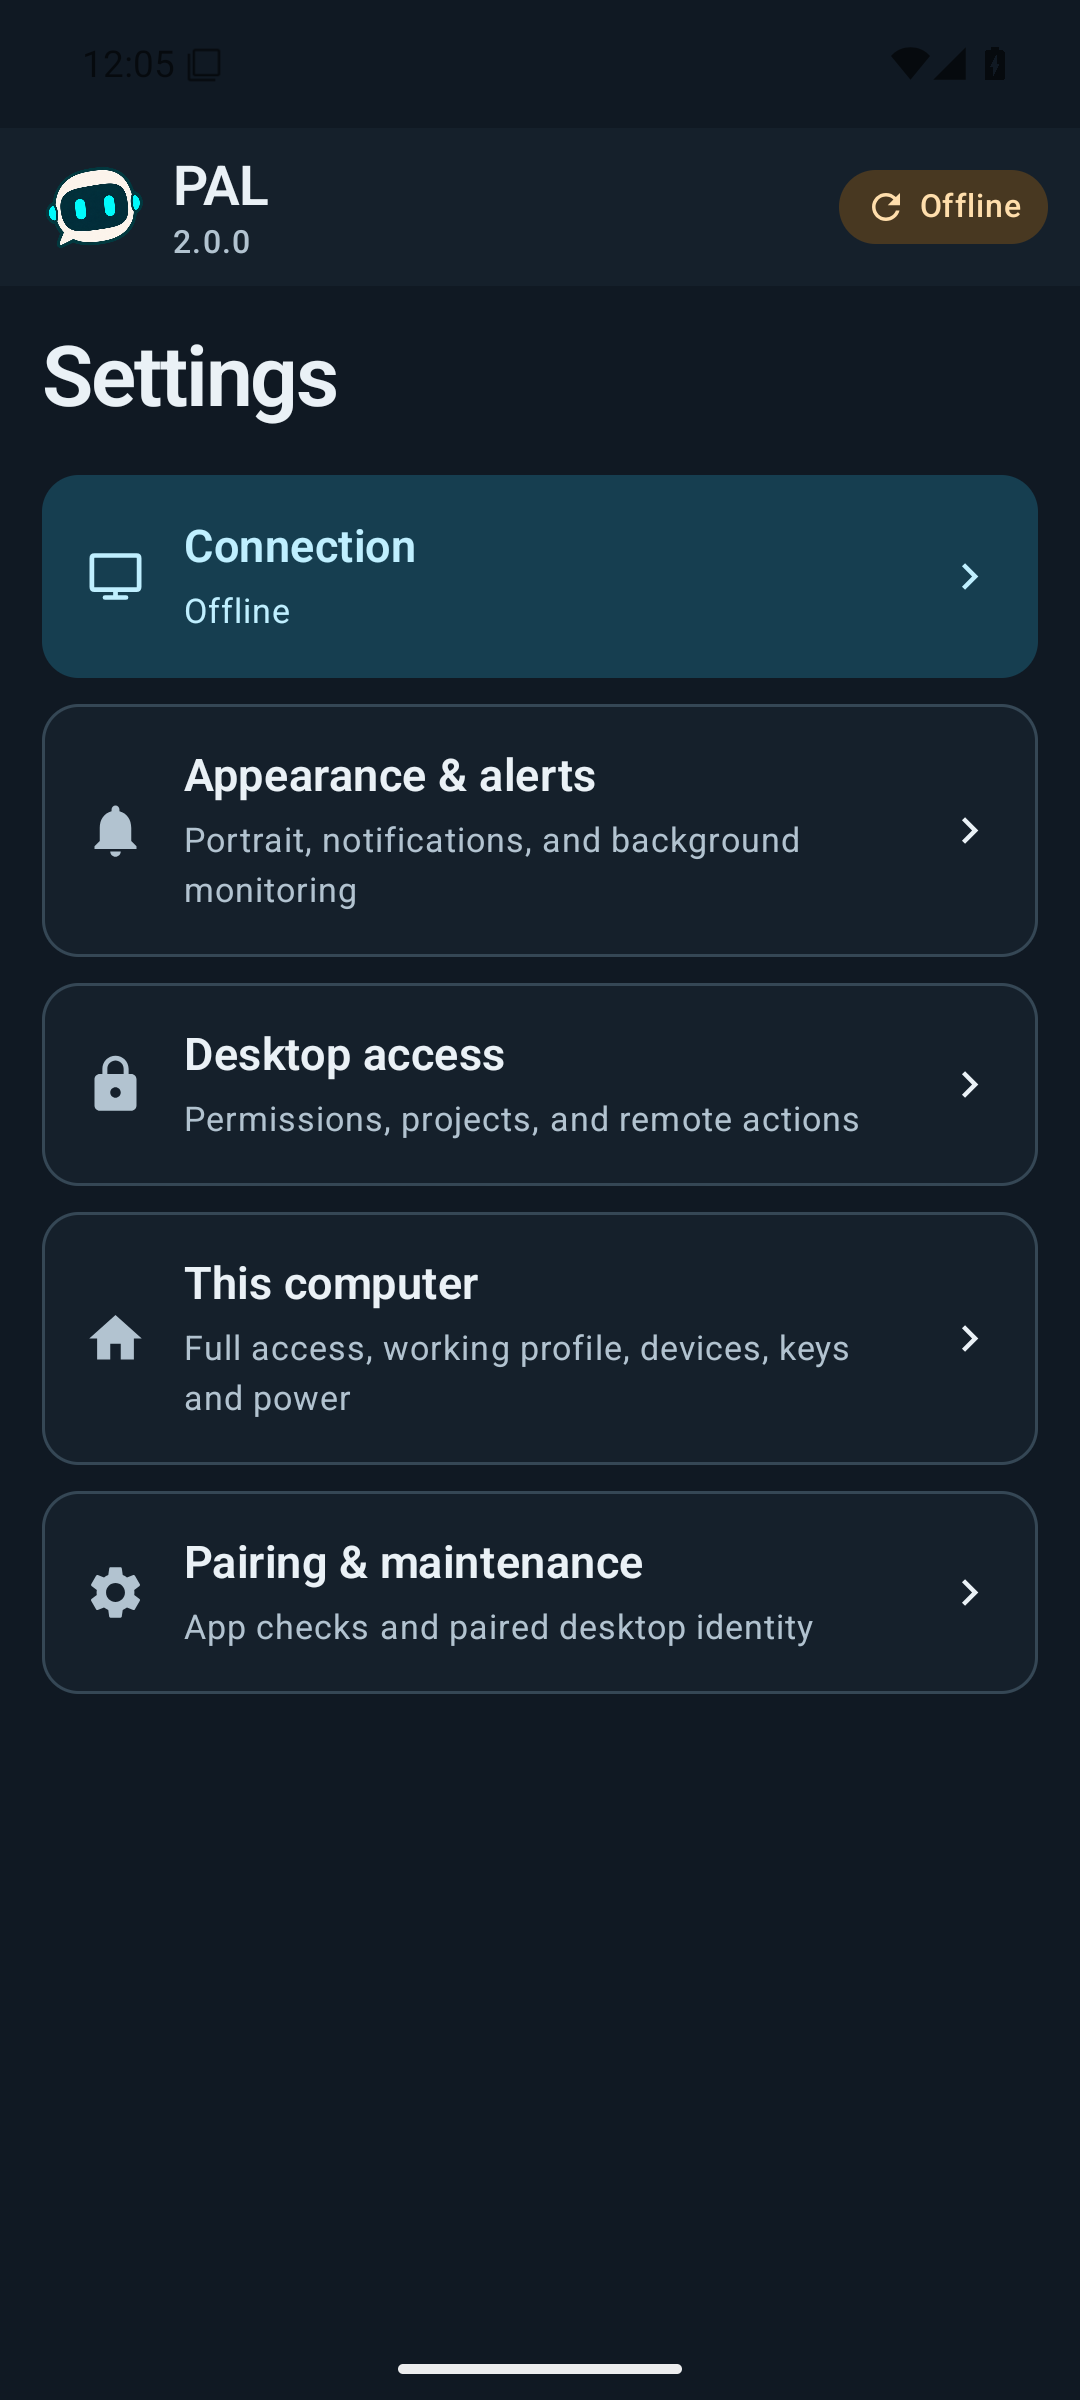 12:05
PAL
2.0.0
Offline
Settings
Connection
Offline
Appearance & alerts
Portrait, notifications, and background
monitoring
Desktop access
Permissions, projects, and remote actions
This computer
Full access, working profile, devices, keys
and power
Pairing & maintenance
App checks and paired desktop identity